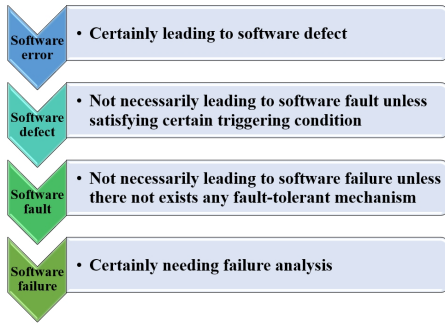 Software
error
• Certainly leading to software defect
Software
defect
• Not necessarily leading to software fault unless
satisfying certain triggering condition
Software
fault
• Not necessarily leading to software failure unless
there not exists any fault-tolerant mechanism
Software
failure
• Certainly needing failure analysis